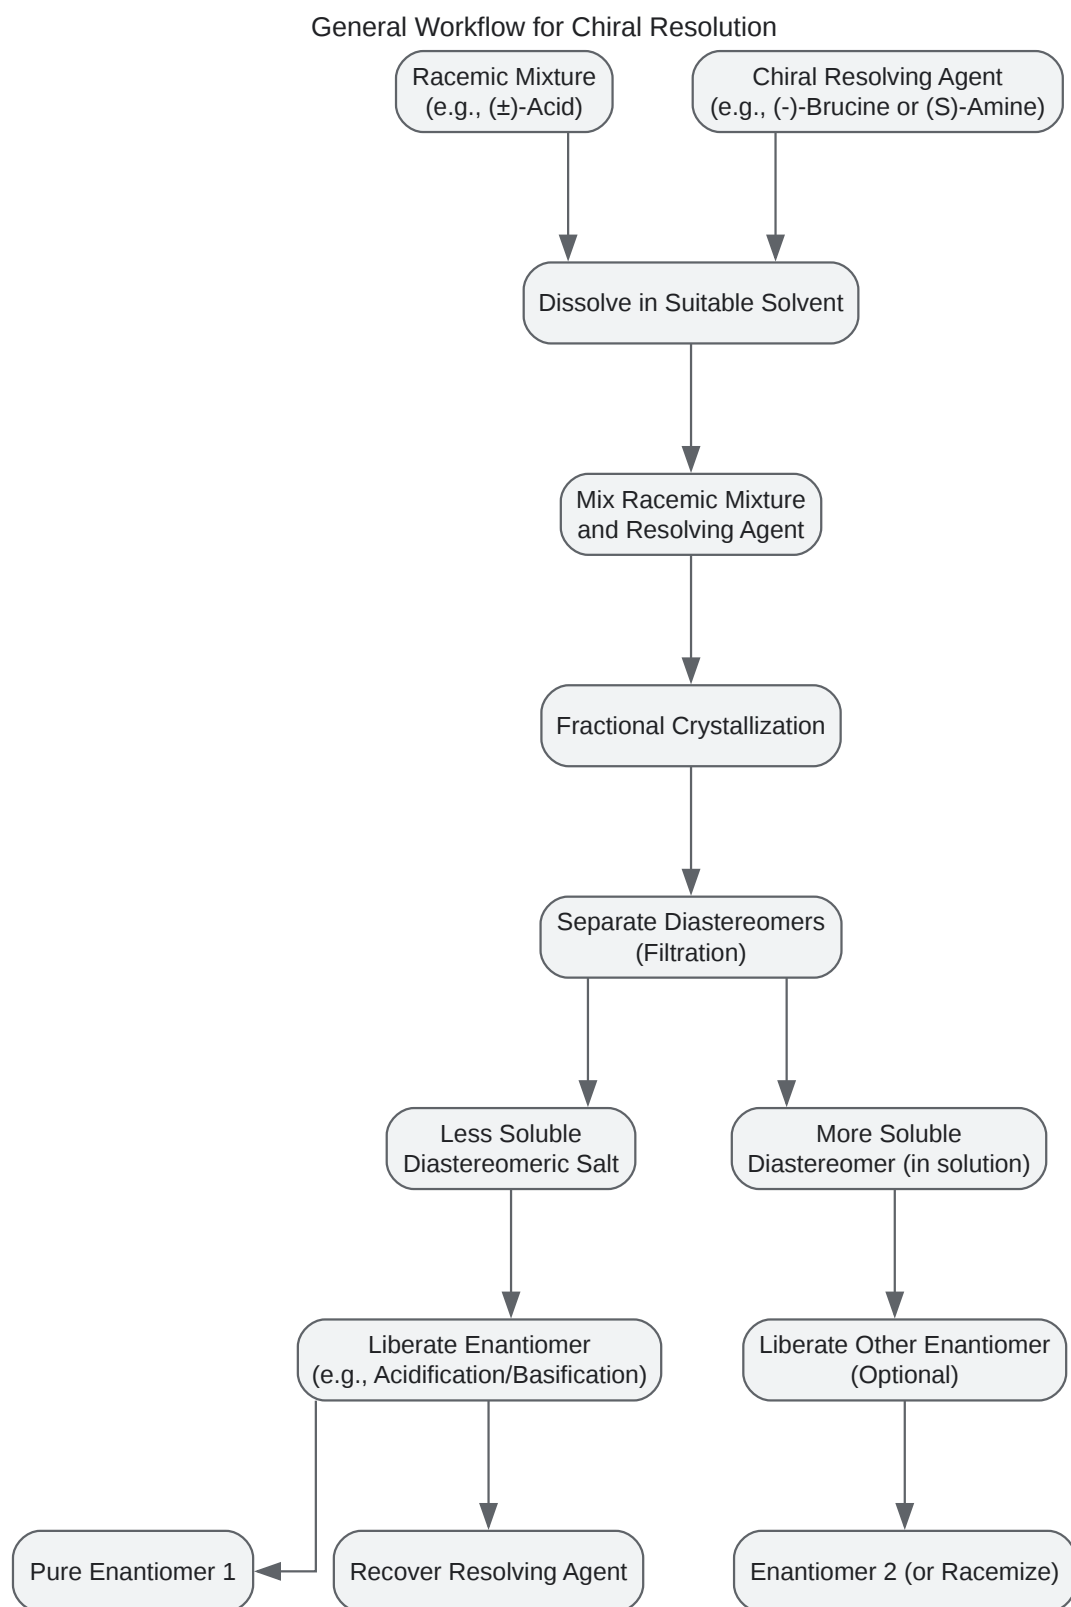 General Workflow for Chiral Resolution
Racemic Mixture
(e.g., (±)-Acid)
Chiral Resolving Agent
(e.g., (-)-Brucine or (S)-Amine)
Dissolve in Suitable Solvent
Mix Racemic Mixture
and Resolving Agent
Fractional Crystallization
Separate Diastereomers
(Filtration)
Less Soluble
Diastereomeric Salt
More Soluble
Diastereomer (in solution)
Liberate Enantiomer
(e.g., Acidification/Basification)
Liberate Other Enantiomer
(Optional)
Pure Enantiomer 1
Recover Resolving Agent
Enantiomer 2 (or Racemize)